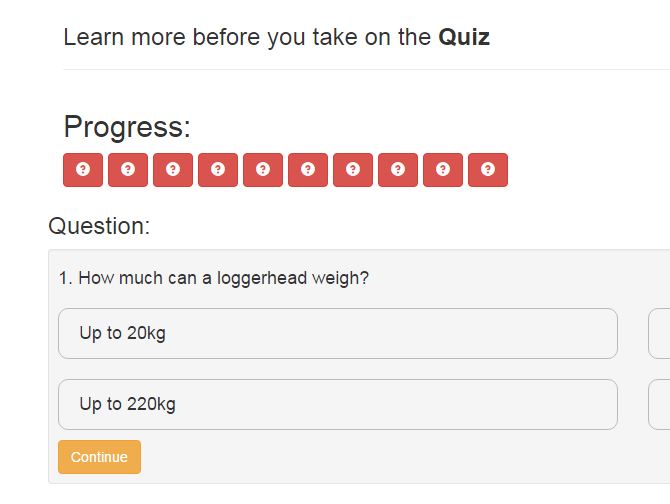 Learn more before you take on the Quiz
Progress:
Question:
1. How much can a loggerhead weigh?
Up to 20kg
Up to 220kg
Continue